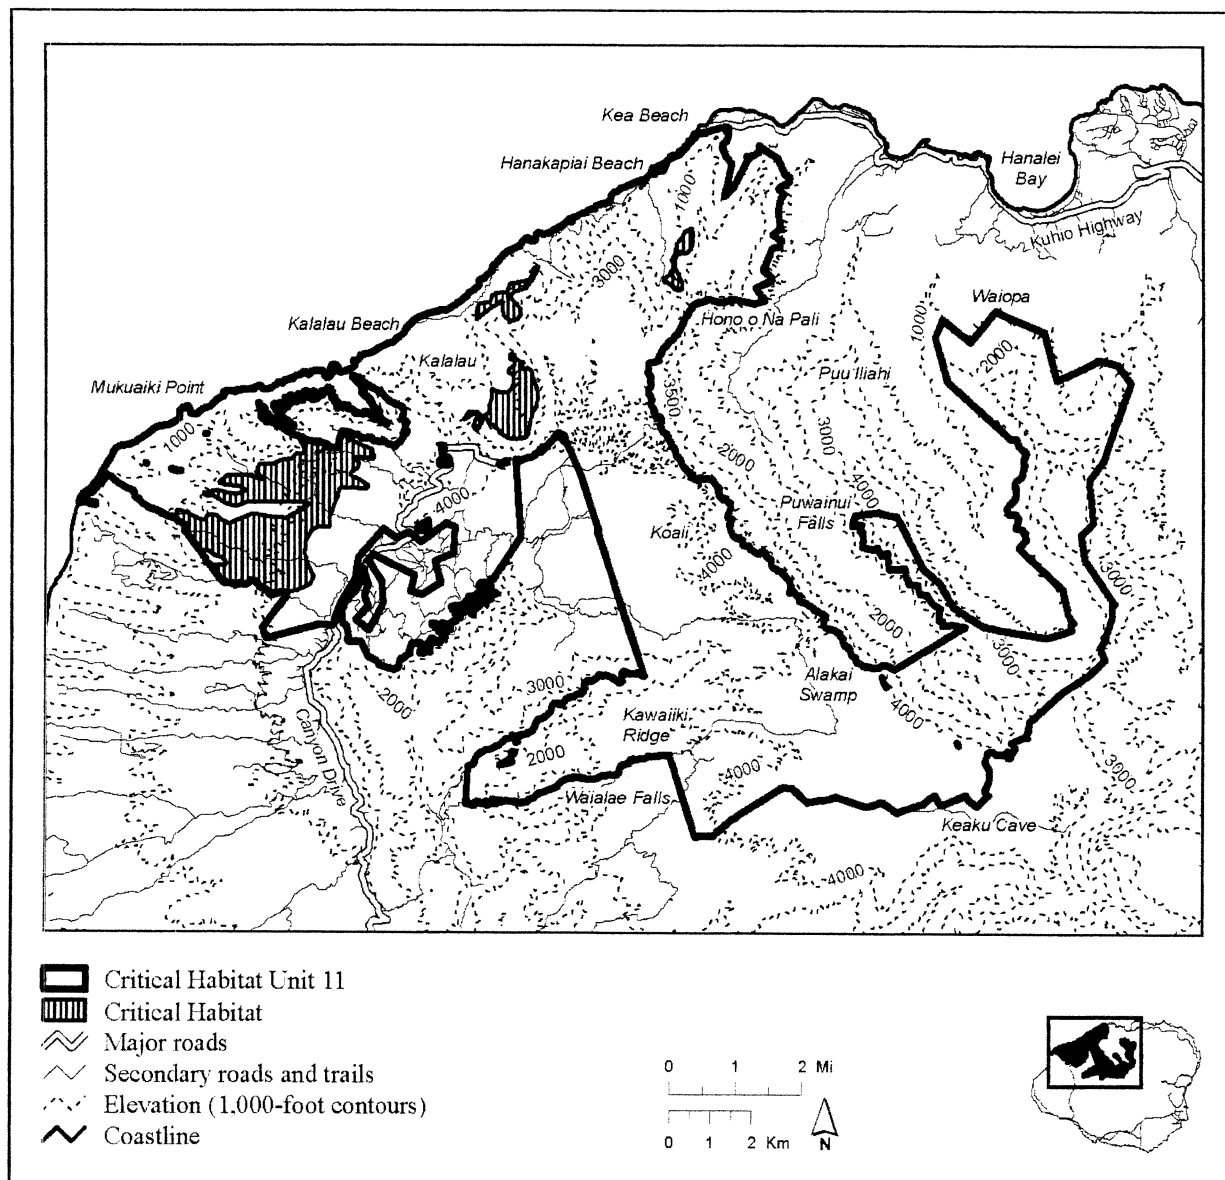 Kea Beach
Hanakapiai Beach
1000
Hanalei
Bay
Kuhio Highway
3000
Kalalau Beach
Hono o Na Pali
1000
Waiopa
2000
Kalalau
Mukuaiki Point
3500
Puu Iliahi
1000
2000
3000
4000
4000
Puwainui
Falls
Koali
4000
2000
3000
3000
Alakai
Swamp
3000
2000
4000
Kawaiiki
Ridge
2000
4000
3000
Canyon Drive
Waialae Falls
Keaku Cave
4000
Critical Habitat Unit 11
Critical Habitat
Major roads
Secondary roads and trails
Elevation (1,000-foot contours)
Coastline
0 1 2 Mi
0 1 2 Km
N